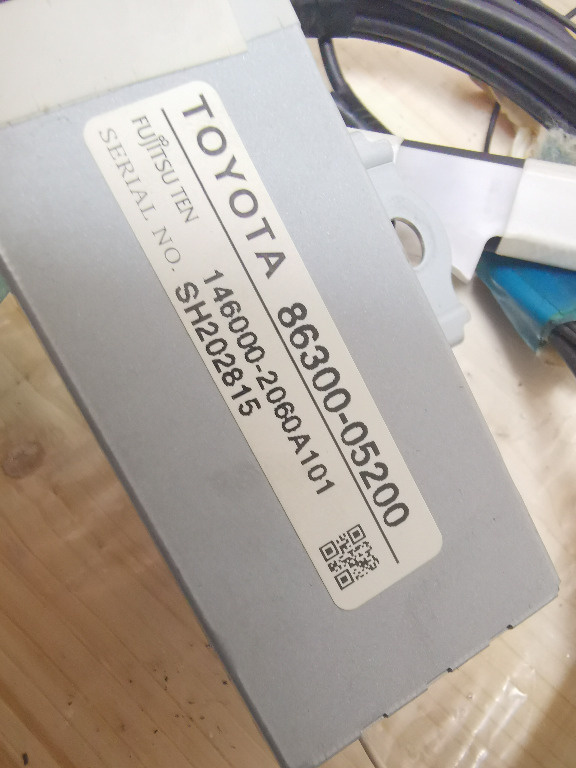 TOYOTA 86300-05200
FUJITSU TEN 146000-2060A101
SERIAL NO. SH202815